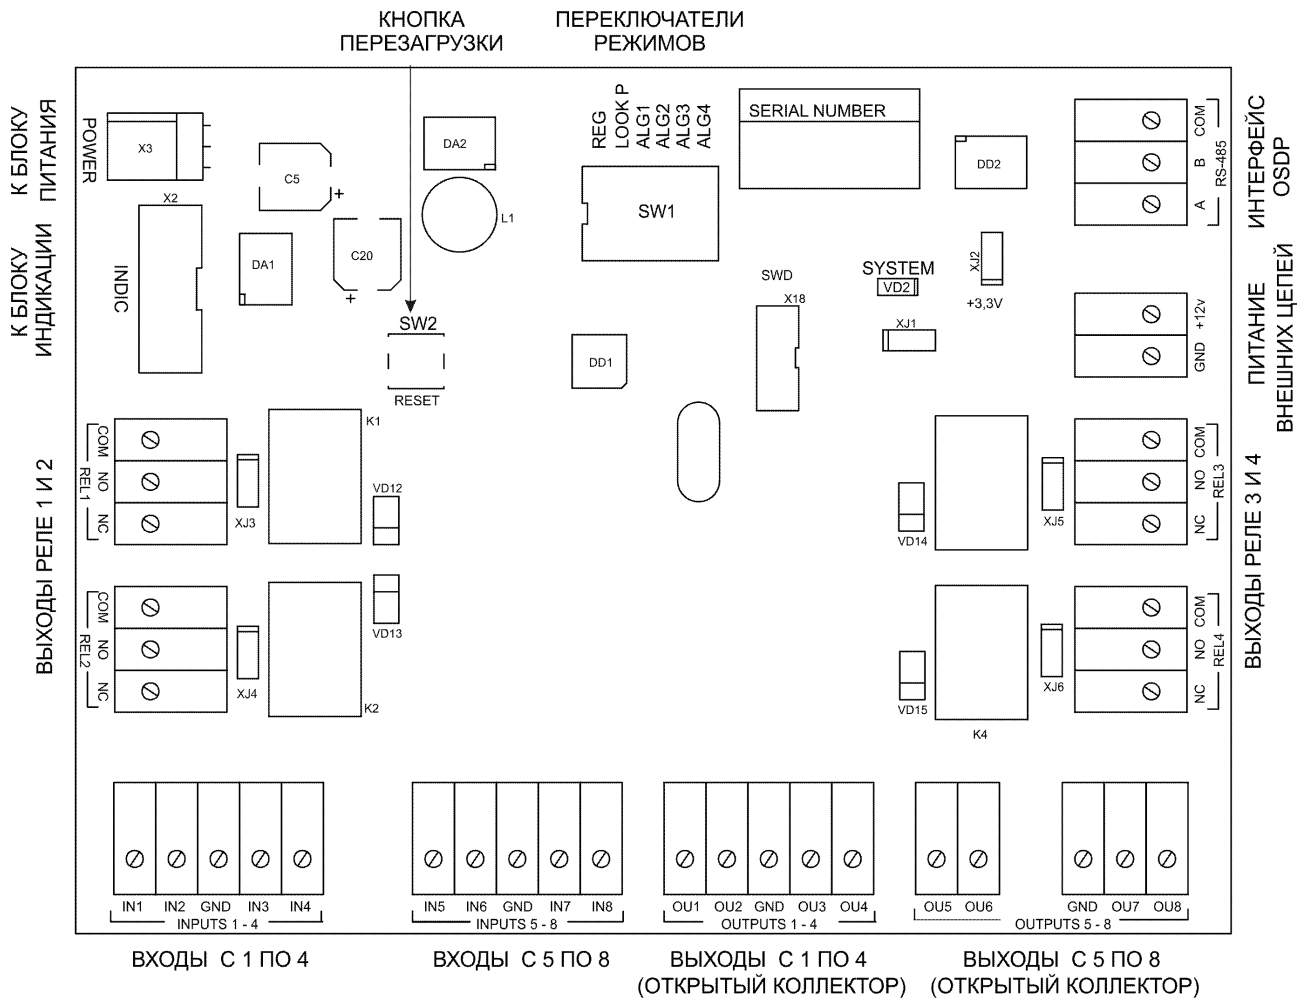 КНОПКА
ПЕРЕЗАГРУЗКИ
ПЕРЕКЛЮЧАТЕЛИ
РЕЖИМОВ
К БЛОКУ
ПИТАНИЯ
POWER
X3
C5
+
DA2
L1
REG
LOOK P
ALG1
ALG2
ALG3
ALG4
SW1
SERIAL NUMBER
DD2
COM
B
A
RS-485
ИНТЕРФЕЙС
OSDP
К БЛОКУ
ИНДИКАЦИИ
X2
INDIC
DA1
C20
+
SW2
RESET
DD1
SWD
X18
SYSTEM
VD2
XJ1
XJ2
+3,3V
+12v
GND
ПИТАНИЕ
ВНЕШНИХ ЦЕПЕЙ
ВЫХОДЫ РЕЛЕ 1 И 2
COM
NO
NC
REL1
XJ3
K1
VD12
COM
NO
NC
REL2
XJ4
K2
VD13
VD14
XJ5
COM
NO
NC
REL3
VD15
K4
XJ6
COM
NO
NC
REL4
ВЫХОДЫ РЕЛЕ 3 И 4
IN1 IN2 GND IN3 IN4
INPUTS 1 - 4
IN5 IN6 GND IN7 IN8
INPUTS 5 - 8
OU1 OU2 GND OU3 OU4
OUTPUTS 1 - 4
OU5 OU6 GND OU7 OU8
OUTPUTS 5 - 8
ВХОДЫ С 1 ПО 4
ВХОДЫ С 5 ПО 8
ВЫХОДЫ С 1 ПО 4
(ОТКРЫТЫЙ КОЛЛЕКТОР)
ВЫХОДЫ С 5 ПО 8
(ОТКРЫТЫЙ КОЛЛЕКТОР)